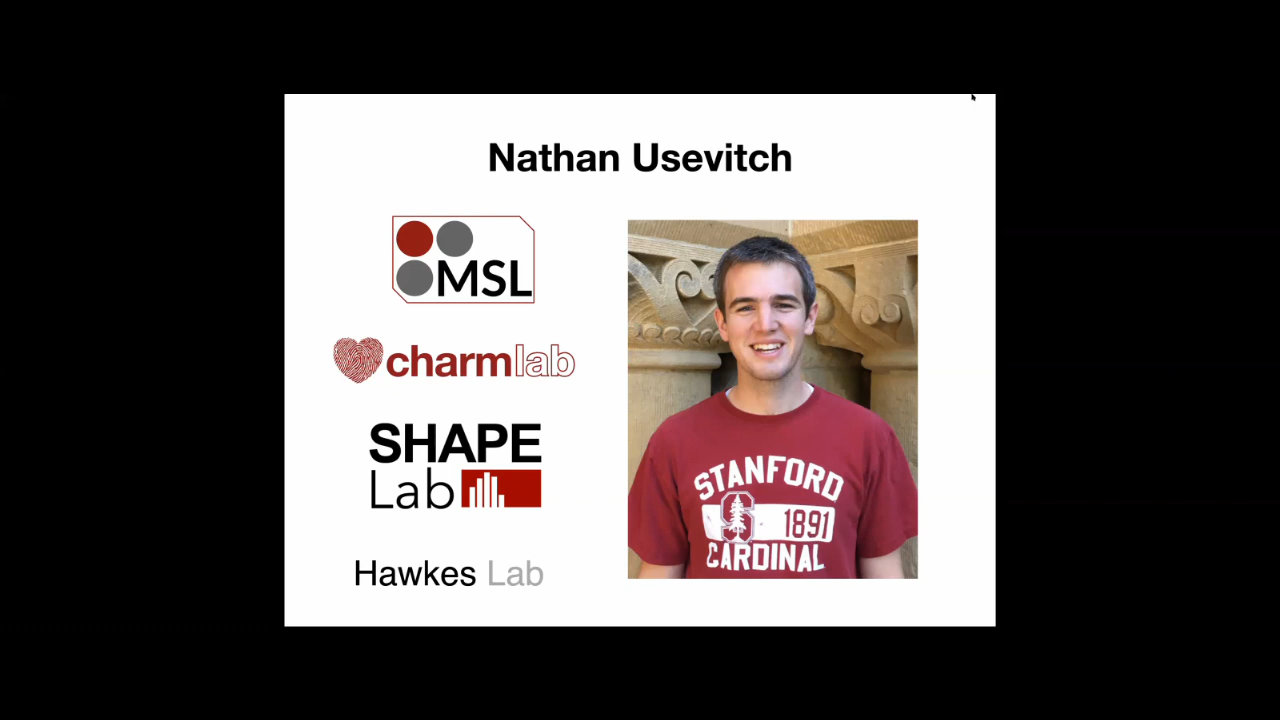 Nathan Usevitch
MSL
charmlab
SHAPE
Lab
Hawkes Lab
STANFORD
S
1891
CARDINAL